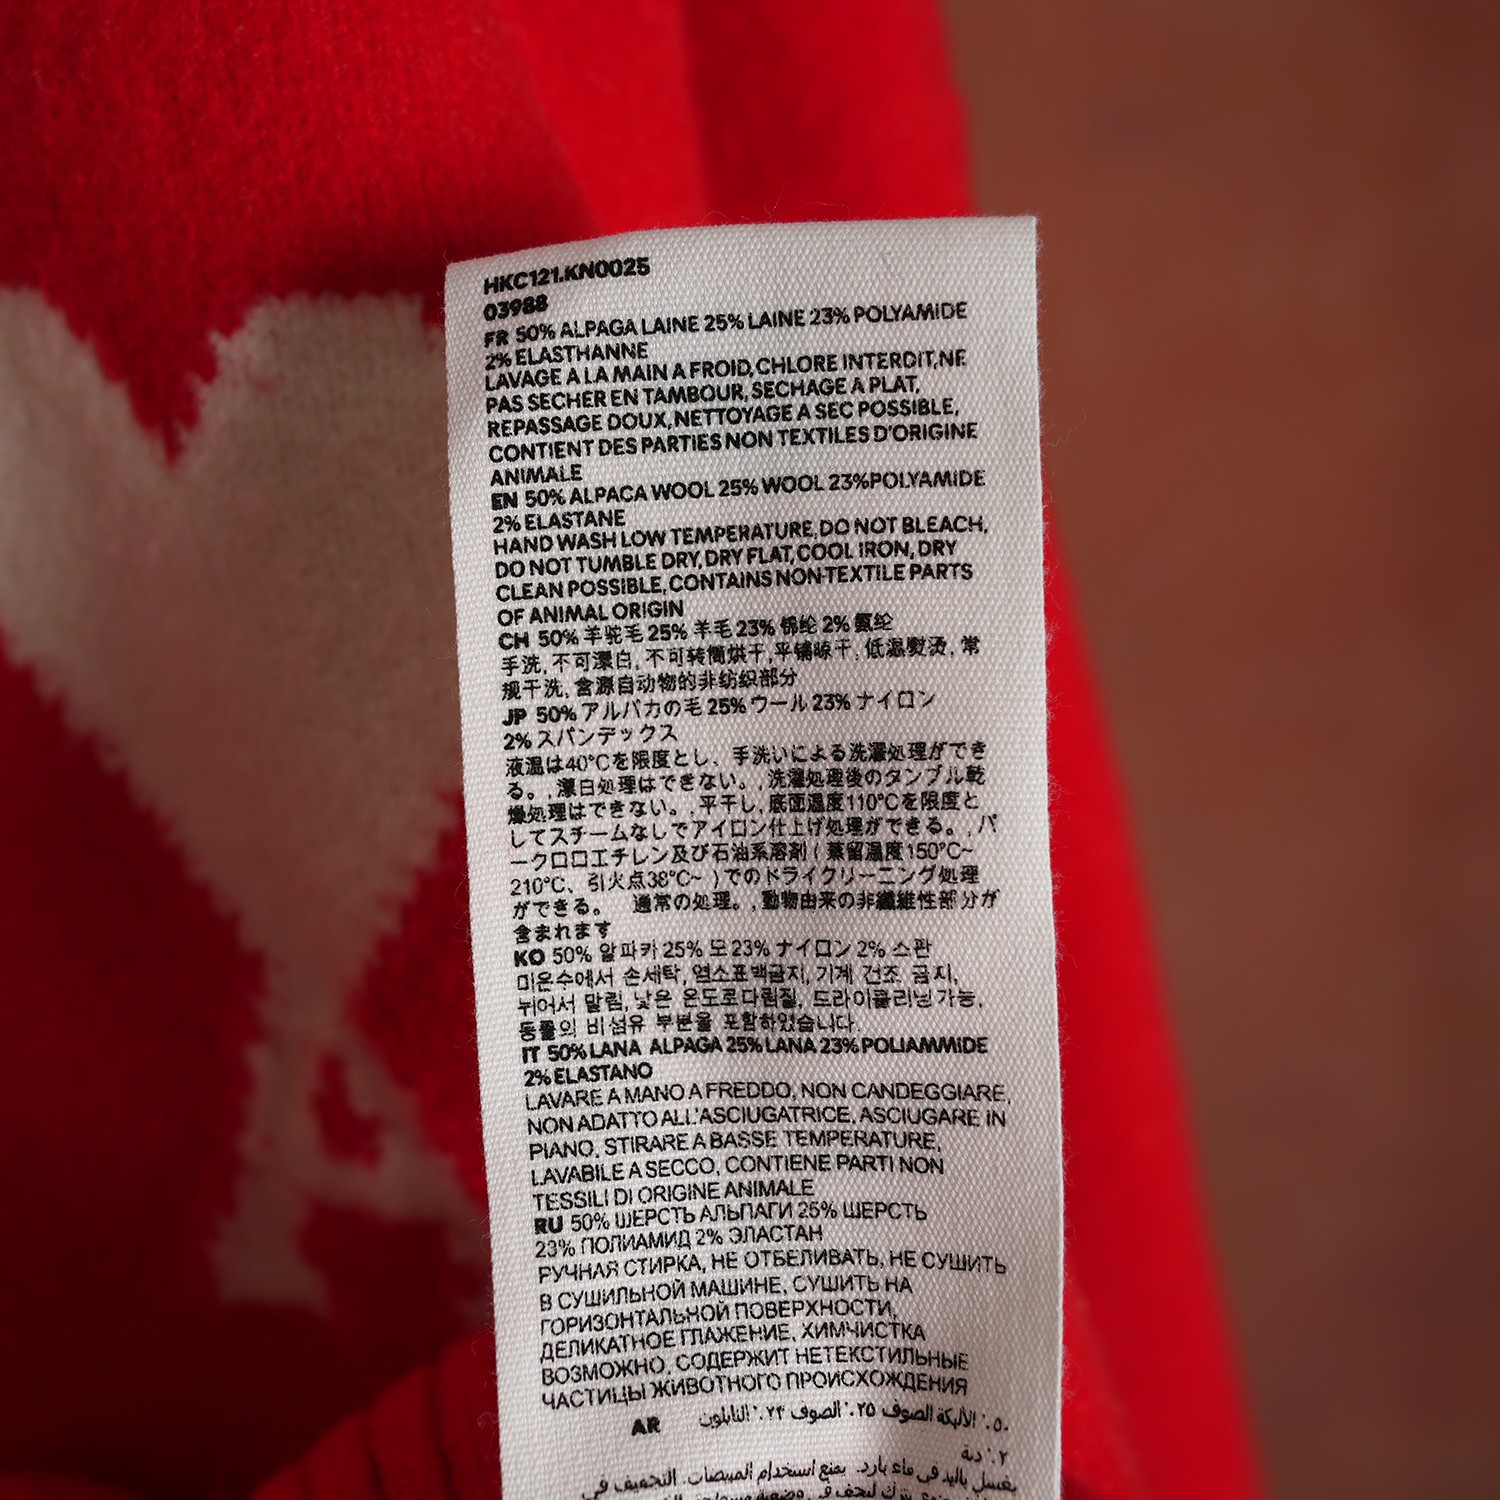 HKC121.KN0025
03988
FR 50% ALPAGA LAINE 25% LAINE 23% POLYAMIDE
2% ELASTHANNE
LAVAGE A LA MAIN A FROID, CHLORE INTERDIT, NE
PAS SECHER EN TAMBOUR, SECHAGE A PLAT,
REPASSAGE DOUX, NETTOYAGE A SEC POSSIBLE,
CONTIENT DES PARTIES NON TEXTILES D'ORIGINE
ANIMALE
EN 50% ALPACA WOOL 25% WOOL 23%POLYAMIDE
2% ELASTANE
HAND WASH LOW TEMPERATURE, DO NOT BLEACH,
DO NOT TUMBLE DRY, DRY FLAT, COOL IRON, DRY
CLEAN POSSIBLE, CONTAINS NON-TEXTILE PARTS
OF ANIMAL ORIGIN
CH 50% 羊驼毛 25% 羊毛 23% 锦纶 2% 氨纶
手洗, 不可漂白, 不可转筒烘干, 平铺晾干, 低温熨烫, 常
规干洗, 含源自动物的非纺织部分
JP 50% アルパカの毛 25% ウール 23% ナイロン
2% スパンデックス
液温は40°Cを限度とし、手洗いによる洗濯処理ができ
る。, 漂白処理はできない。, 洗濯処理後のタンブル乾
燥処理はできない。, 平干し, 底面温度110°Cを限度と
してスチームなしでアイロン仕上げ処理ができる。, パ
ークロロエチレン及び石油系溶剤 ( 蒸留温度150°C~
210°C、引火点38°C~ ) でのドライクリーニング処理
ができる。 通常の処理。, 動物由来の非繊維性部分が
含まれます
KO 50% 알파카 25% 모 23% ナイロン 2% 스판
미온수에서 손세탁, 염소표백금지, 기계 건조 금지,
뉘어서 말림, 낮은 온도로다림질, 드라이클리닝 가능,
동물의 비섬유 부분을 포함하있습니다.
IT 50% LANA ALPAGA 25% LANA 23% POLIAMMIDE
2% ELASTANO
LAVARE A MANO A FREDDO, NON CANDEGGIARE,
NON ADATTO ALL'ASCIUGATRICE, ASCIUGARE IN
PIANO, STIRARE A BASSE TEMPERATURE,
LAVABILE A SECCO, CONTIENE PARTI NON
TESSILI DI ORIGINE ANIMALE
RU 50% ШЕРСТЬ АЛЬПАГИ 25% ШЕРСТЬ
23% ПОЛИАМИД 2% ЭЛАСТАН
РУЧНАЯ СТИРКА, НЕ ОТБЕЛИВАТЬ, НЕ СУШИТЬ
В СУШИЛЬНОЙ МАШИНЕ, СУШИТЬ НА
ГОРИЗОНТАЛЬНОЙ ПОВЕРХНОСТИ,
ДЕЛИКАТНОЕ ГЛАЖЕНИЕ, ХИМЧИСТКА
ВОЗМОЖНО, СОДЕРЖИТ НЕТЕКСТИЛЬНЫЕ
ЧАСТИЦЫ ЖИВОТНОГО ПРОИСХОЖДЕНИЯ
AR ٥٠٪ الألبكة الصوف ٢٥٪ الصوف ٢٣٪ النايلون
يغسل باليد في ماء بارد. يمنع استخدام المبيضات. التجفيف في